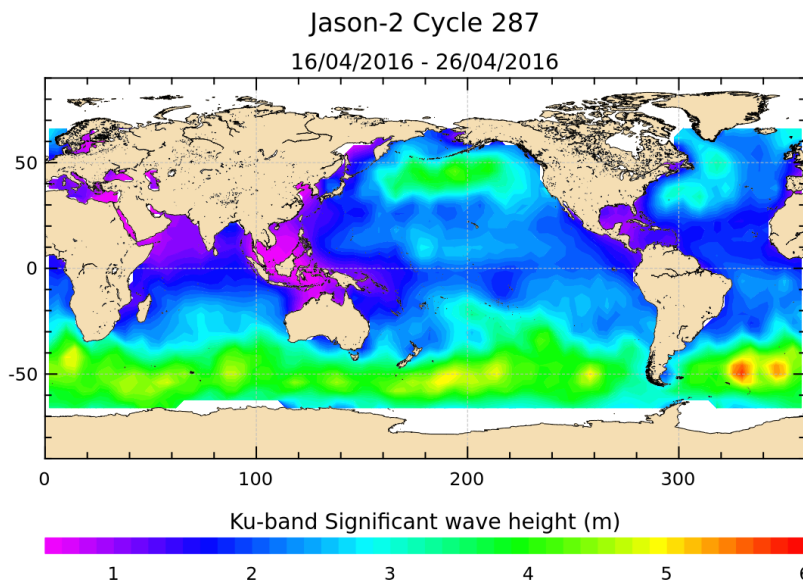 Jason-2 Cycle 287
16/04/2016 - 26/04/2016
50
0
-50
0 100 200 300
Ku-band Significant wave height (m)
1 2 3 4 5 6